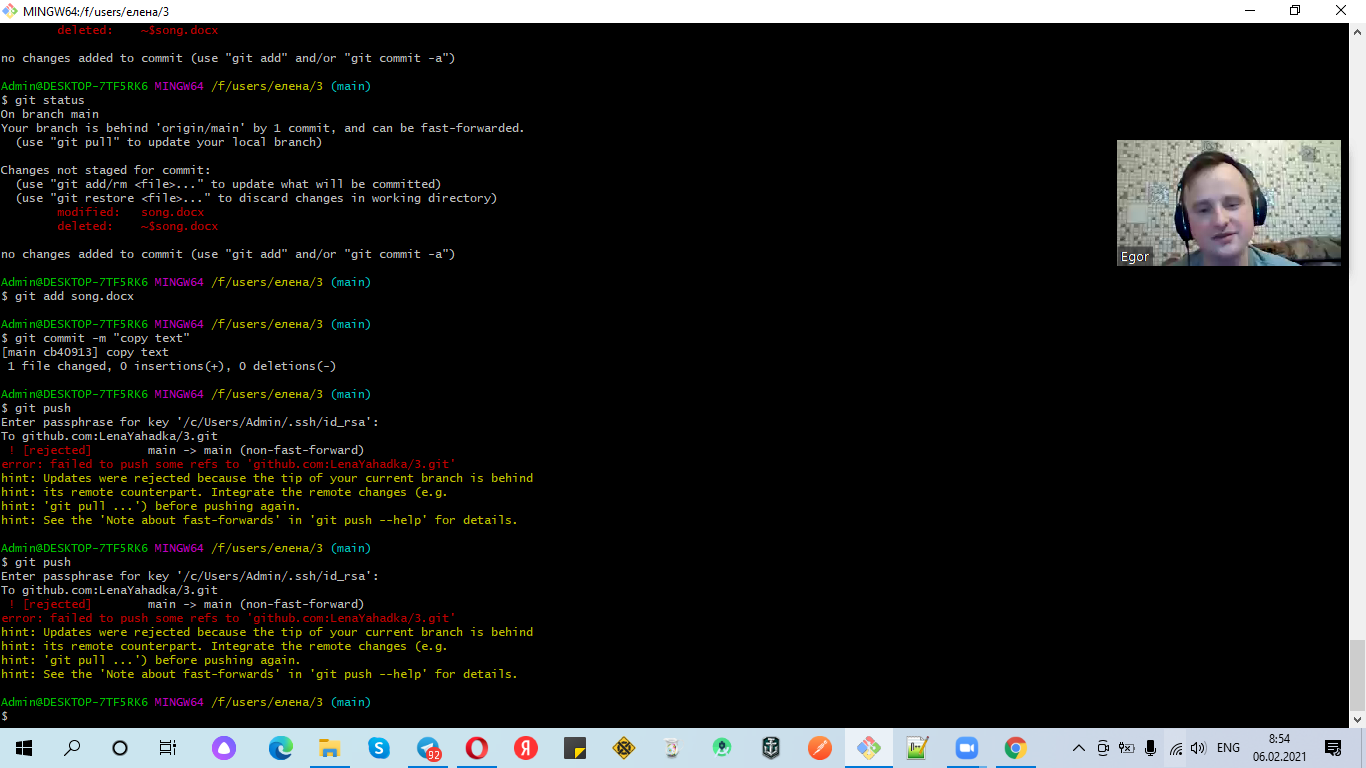 MINGW64:/f/users/елена/3
deleted: ~$song.docx
no changes added to commit (use "git add" and/or "git commit -a")
Admin@DESKTOP-7TF5RK6 MINGW64 /f/users/елена/3 (main)
$ git status
On branch main
Your branch is behind 'origin/main' by 1 commit, and can be fast-forwarded.
(use "git pull" to update your local branch)
Changes not staged for commit:
(use "git add/rm <file>..." to update what will be committed)
(use "git restore <file>..." to discard changes in working directory)
modified: song.docx
deleted: ~$song.docx
no changes added to commit (use "git add" and/or "git commit -a")
Admin@DESKTOP-7TF5RK6 MINGW64 /f/users/елена/3 (main)
$ git add song.docx
Admin@DESKTOP-7TF5RK6 MINGW64 /f/users/елена/3 (main)
$ git commit -m "copy text"
[main cb40913] copy text
1 file changed, 0 insertions(+), 0 deletions(-)
Admin@DESKTOP-7TF5RK6 MINGW64 /f/users/елена/3 (main)
$ git push
Enter passphrase for key '/c/Users/Admin/.ssh/id_rsa':
To github.com:LenaYahadka/3.git
! [rejected] main -> main (non-fast-forward)
error: failed to push some refs to 'github.com:LenaYahadka/3.git'
hint: Updates were rejected because the tip of your current branch is behind
hint: its remote counterpart. Integrate the remote changes (e.g.
hint: 'git pull ...') before pushing again.
hint: See the 'Note about fast-forwards' in 'git push --help' for details.
Admin@DESKTOP-7TF5RK6 MINGW64 /f/users/елена/3 (main)
$ git push
Enter passphrase for key '/c/Users/Admin/.ssh/id_rsa':
To github.com:LenaYahadka/3.git
! [rejected] main -> main (non-fast-forward)
error: failed to push some refs to 'github.com:LenaYahadka/3.git'
hint: Updates were rejected because the tip of your current branch is behind
hint: its remote counterpart. Integrate the remote changes (e.g.
hint: 'git pull ...') before pushing again.
hint: See the 'Note about fast-forwards' in 'git push --help' for details.
Admin@DESKTOP-7TF5RK6 MINGW64 /f/users/елена/3 (main)
$
Egor
92
Я
ENG
8:54
06.02.2021